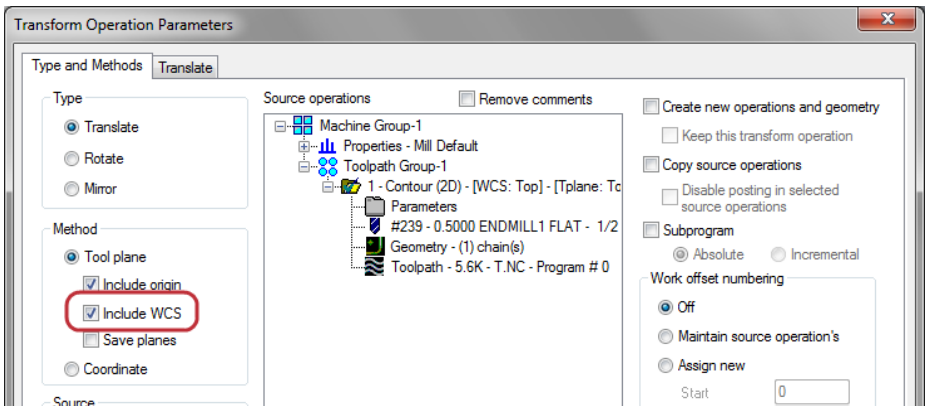 Transform Operation Parameters
Type and Methods
Translate
Type
Translate
Rotate
Mirror
Method
Tool plane
Include origin
Include WCS
Save planes
Coordinate
Source
Source operations
Remove comments
Machine Group-1
Properties - Mill Default
Toolpath Group-1
1 - Contour (2D) - [WCS: Top] - [Tplane: Tc
Parameters
#239 - 0.5000 ENDMILL1 FLAT - 1/2
Geometry - (1) chain(s)
Toolpath - 5.6K - T.NC - Program # 0
Create new operations and geometry
Keep this transform operation
Copy source operations
Disable posting in selected
source operations
Subprogram
Absolute
Incremental
Work offset numbering
Off
Maintain source operation's
Assign new
Start
0